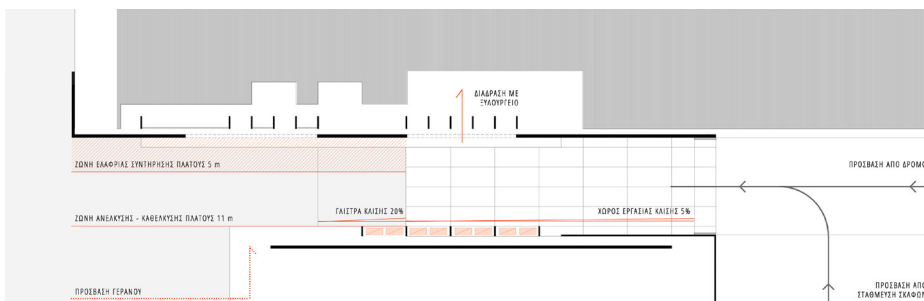 ΔΙΑΔΡΑΣΗ ΜΕ
ΞΥΛΟΥΡΓΕΙΟ
ΖΩΝΗ ΕΛΑΦΡΙΑΣ ΣΥΝΤΗΡΗΣΗΣ ΠΛΑΤΟΥΣ 5 m
ΠΡΟΣΒΑΣΗ ΑΠΟ ΔΡΟΜΟ
ΖΩΝΗ ΑΝΕΛΚΥΣΗΣ - ΚΑΘΕΛΚΥΣΗΣ ΠΛΑΤΟΥΣ 11 m
ΓΛΙΣΤΡΑ ΚΛΙΣΗΣ 20%
ΧΩΡΟΣ ΕΡΓΑΣΙΑΣ ΚΛΙΣΗΣ 5%
ΠΡΟΣΒΑΣΗ ΓΕΡΑΝΟΥ
ΠΡΟΣΒΑΣΗ ΑΠΟ
ΣΤΑΘΜΕΥΣΗ ΣΚΑΦΩΝ